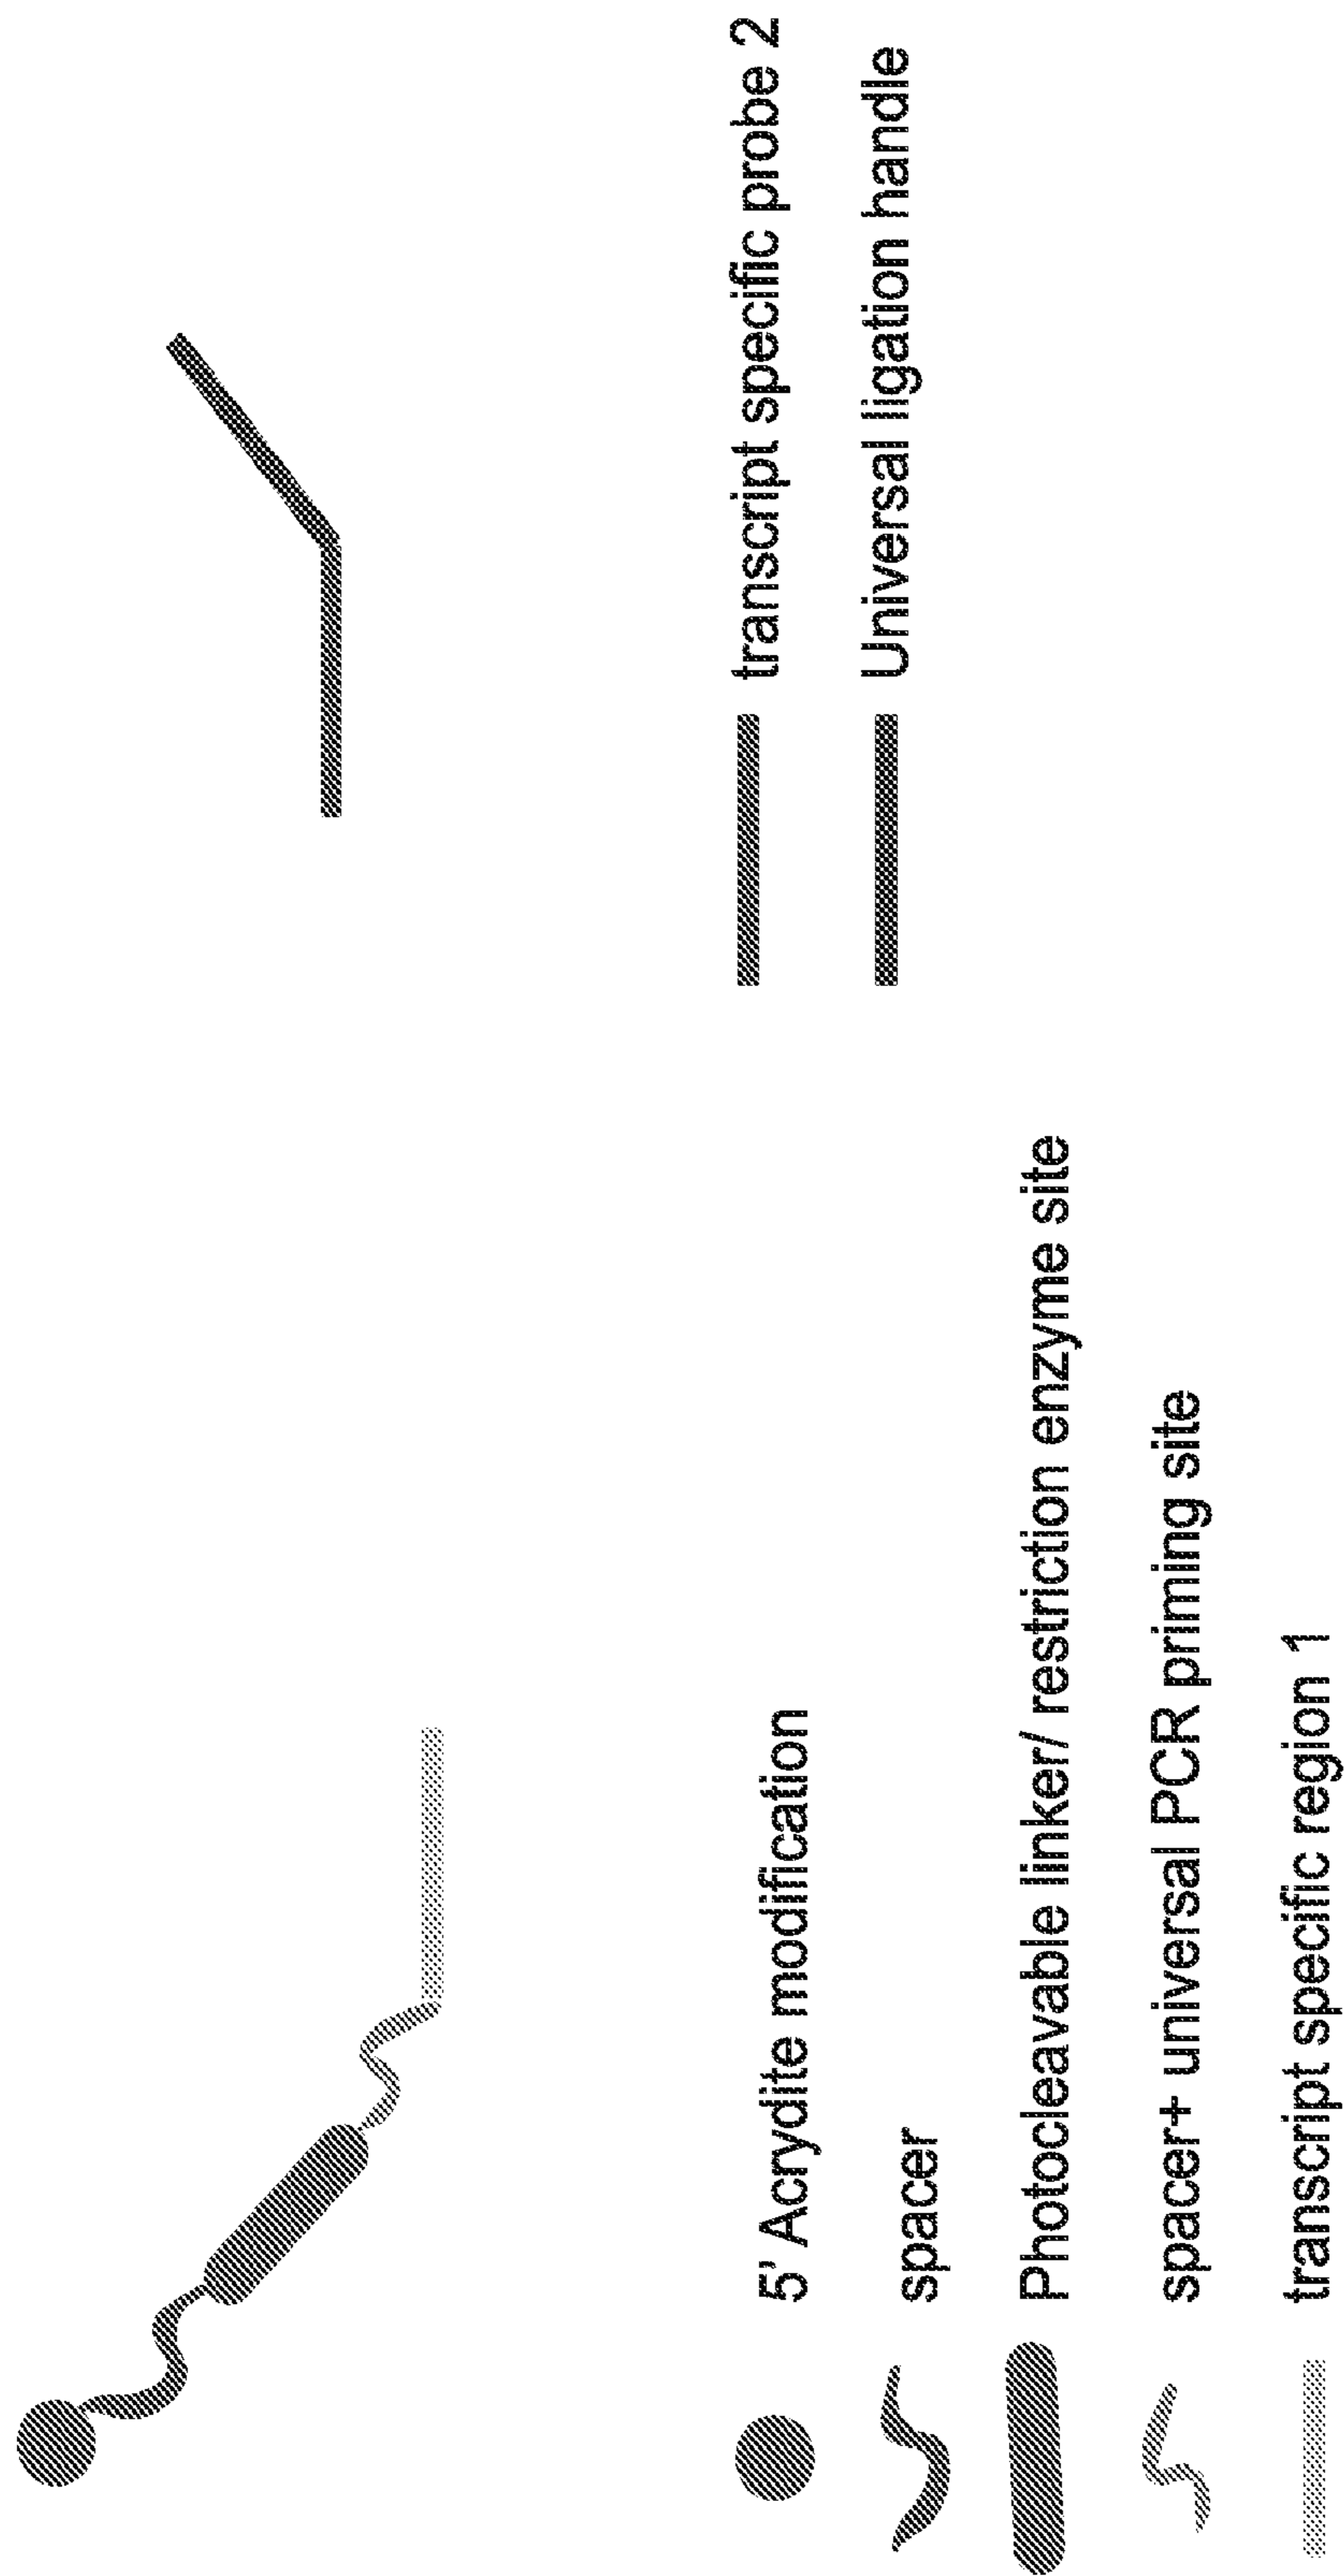 5' Acrydite modification
spacer
Photocleavable linker/ restriction enzyme site
spacer+ universal PCR priming site
transcript specific region 1
transcript specific probe 2
Universal ligation handle